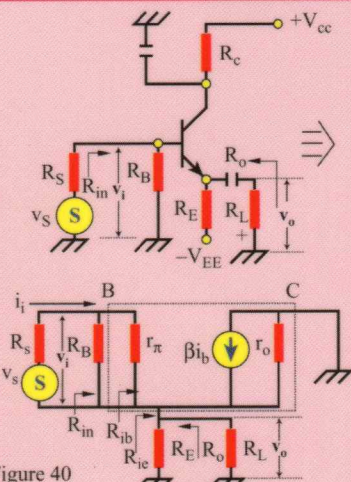 +Vcc
Rc
Ro
RS
Rin
vi
RB
vS
S
RE
RL
vo
+
–VEE
B
C
ii
Rs
vi
RB
rπ
βib
ro
vs
S
Rin
Rib
Rie
RE
Ro
RL
vo
Figure 40